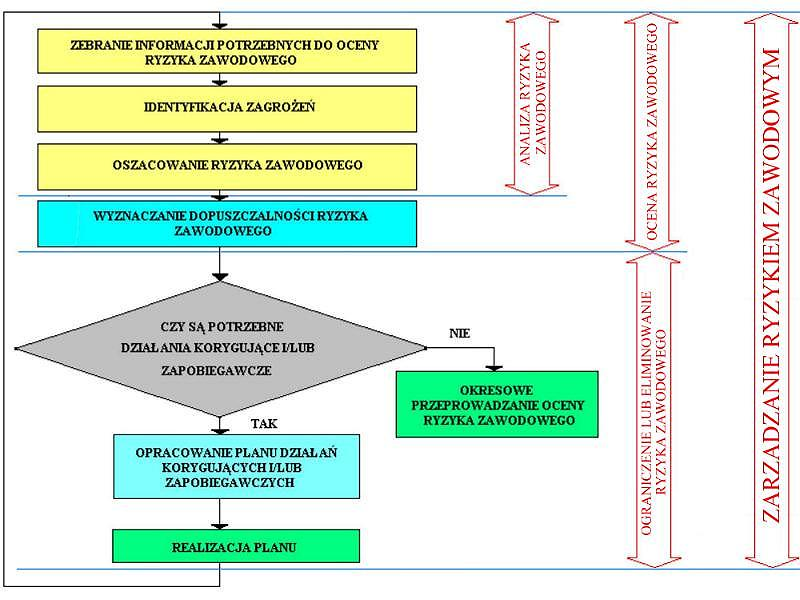 ZEBRANIE INFORMACJI POTRZEBNYCH DO OCENY
RYZYKA ZAWODOWEGO
IDENTYFIKACJA ZAGROŻEŃ
OSZACOWANIE RYZYKA ZAWODOWEGO
WYZNACZANIE DOPUSZCZALNOŚCI RYZYKA
ZAWODOWEGO
CZY SĄ POTRZEBNE
DZIAŁANIA KORYGUJĄCE I/LUB
ZAPOBIEGAWCZE
NIE
OKRESOWE
PRZEPROWADZANIE OCENY
RYZYKA ZAWODOWEGO
TAK
OPRACOWANIE PLANU DZIAŁAŃ
KORYGUJĄCYCH I/LUB
ZAPOBIEGAWCZYCH
REALIZACJA PLANU
ANALIZA RYZYKA
ZAWODOWEGO
OCENA RYZYKA ZAWODOWEGO
OGRANICZENIE LUB ELIMINOWANIE
RYZYKA ZAWODOWEGO
ZARZADZANIE RYZYKIEM ZAWODOWYM